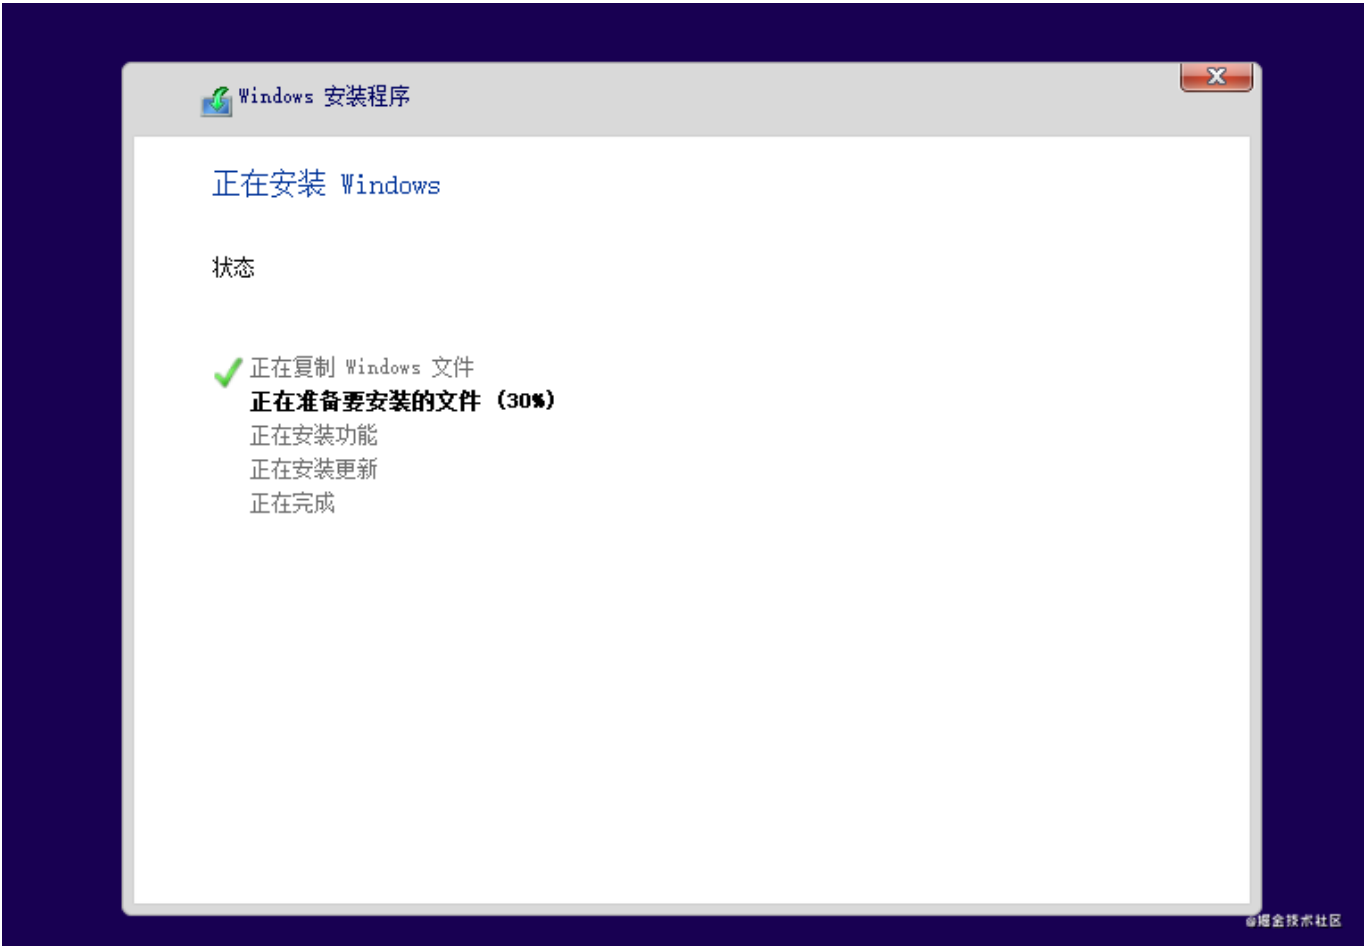 Windows 安装程序
正在安装 Windows
状态
正在复制 Windows 文件
正在准备要安装的文件 (30%)
正在安装功能
正在安装更新
正在完成
@掘金技术社区